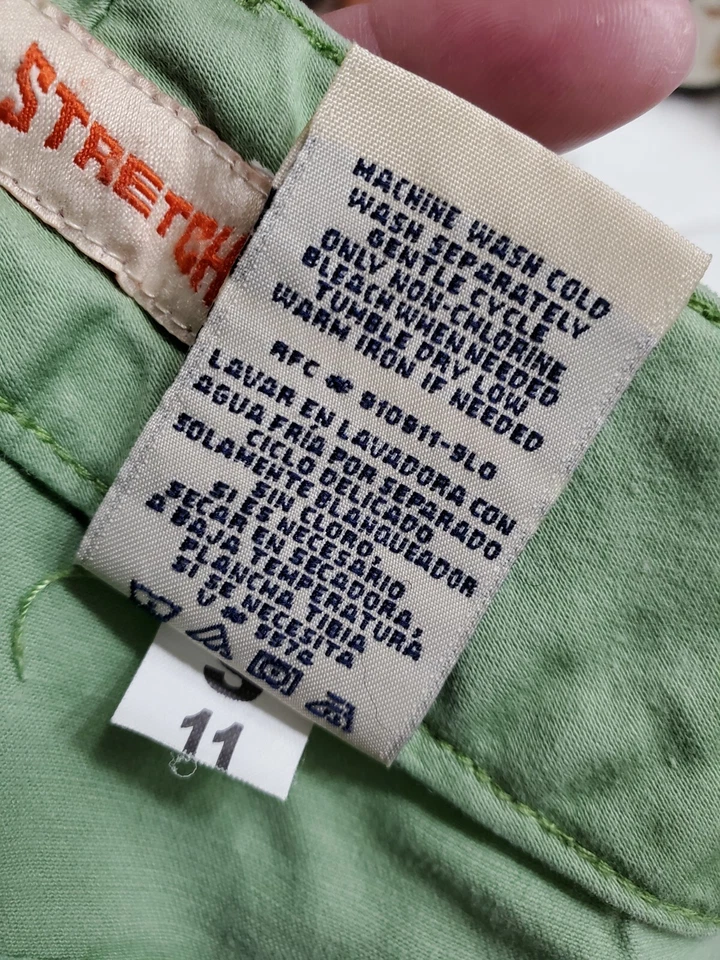 STRETCH
MACHINE WASH COLD
WASH SEPARATELY
GENTLE CYCLE
ONLY NON-CHLORINE
BLEACH WHEN NEEDED
TUMBLE DRY LOW
WARM IRON IF NEEDED
LAVAR EN LAVADORA CON
AGUA FRÍA POR SEPARADO
CICLO DELICADO
SOLAMENTE BLANQUEADOR
SIN CLORO,
SI ES NECESARIO
SECAR EN SECADORA,
A BAJA TEMPERATURA
PLANCHA TIBIA
SI SE NECESITA
11